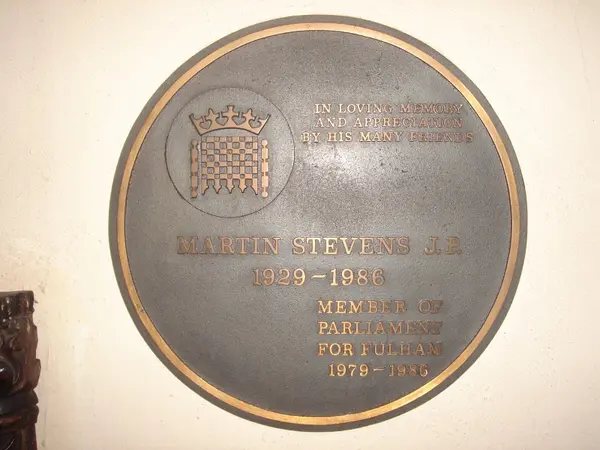 IN LOVING MEMORY
AND APPRECIATION
BY HIS MANY FRIENDS
MARTIN STEVENS J.P.
1929-1986
MEMBER OF
PARLIAMENT
FOR FULHAM
1979-1986